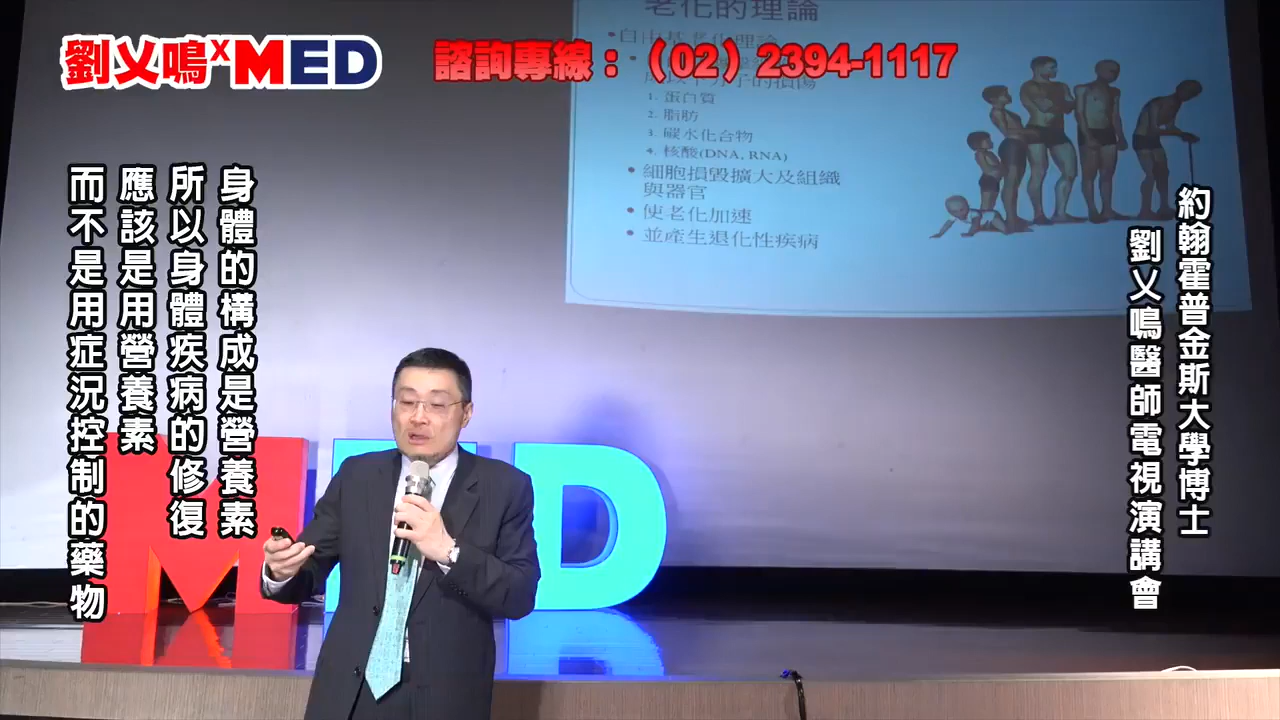 劉乂鳴xMED
諮詢專線：（02）2394-1117
老化的理論
蛋白質
1.
2. 脂肪
3. 碳水化合物
4. 核酸(DNA, RNA)
• 細胞損毀擴大及組織
與器官
• 使老化加速
• 並產生退化性疾病
約翰霍普金斯大學博士
劉乂鳴醫師電視演講會
身體的構成是營養素
所以身體疾病的修復
應該是用營養素
而不是用症況控制的藥物
MED